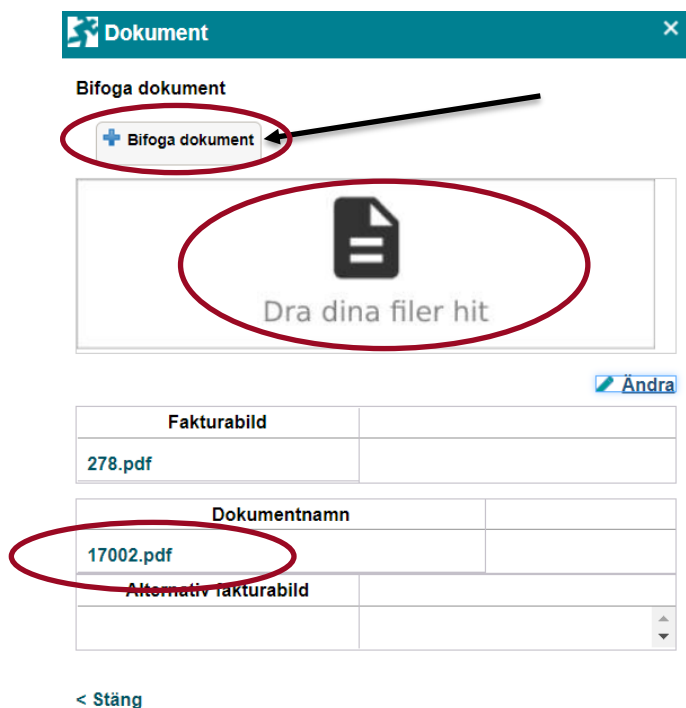 Dokument
Bifoga dokument
Bifoga dokument
Dra dina filer hit
Ändra
Fakturabild
278.pdf
Dokumentnamn
17002.pdf
Alternativ fakturabild
< Stäng